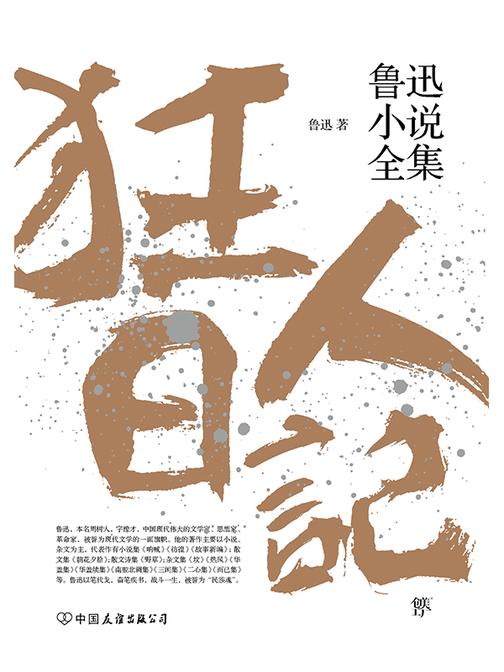 鲁迅
小说
全集
鲁迅 著
狂人
日記
鲁迅，本名周树人，字豫才，中国现代伟大的文学家、思想家、
革命家，被誉为现代文学的一面旗帜。他的著作主要以小说、
杂文为主，代表作有小说集《呐喊》《彷徨》《故事新编》；散
文集《朝花夕拾》；散文诗集《野草》；杂文集《坟》《热风》《华
盖集》《华盖续集》《南腔北调集》《三闲集》《二心集》《而已集》
等。鲁迅以笔代戈，奋笔疾书，战斗一生，被誉为“民族魂”。
中国友谊出版公司